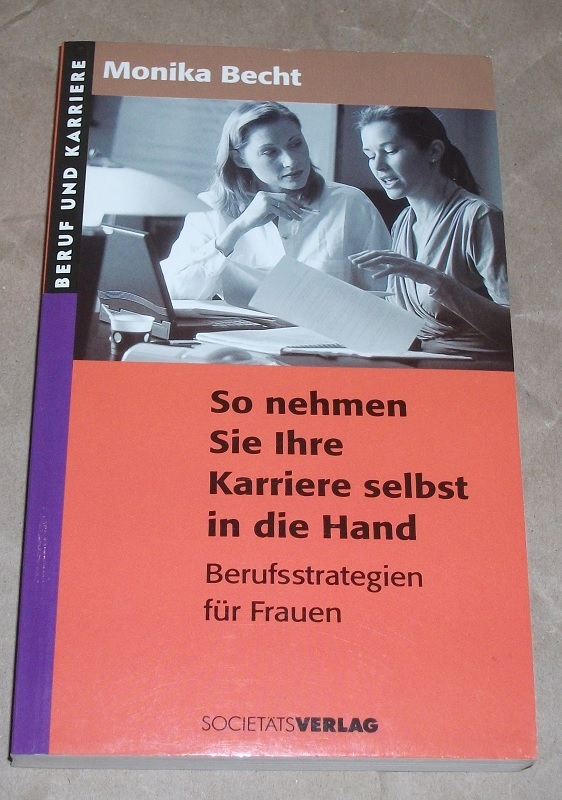 Monika Becht
BERUF UND KARRIERE
So nehmen
Sie Ihre
Karriere selbst
in die Hand
Berufsstrategien
für Frauen
SOCIETÄTSVERLAG